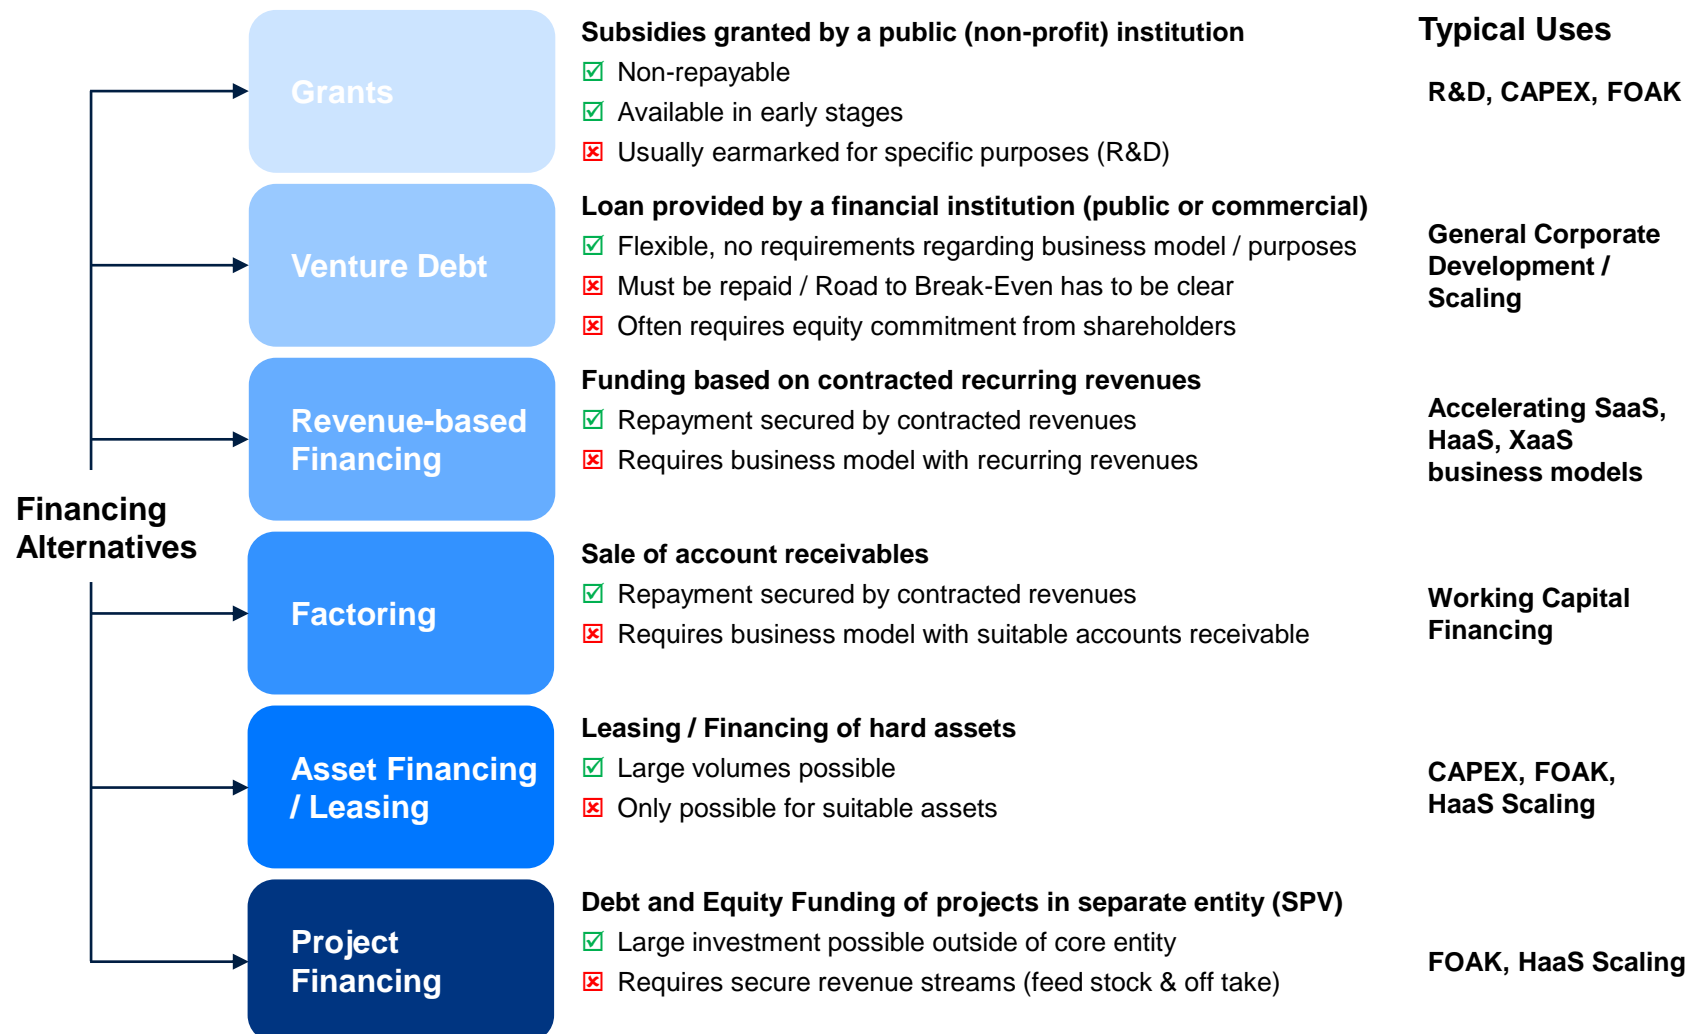 Financing
Alternatives
Typical Uses
Grants
Subsidies granted by a public (non-profit) institution
Non-repayable
Available in early stages
Usually earmarked for specific purposes (R&D)
R&D, CAPEX, FOAK
Venture Debt
Loan provided by a financial institution (public or commercial)
Flexible, no requirements regarding business model / purposes
Must be repaid / Road to Break-Even has to be clear
Often requires equity commitment from shareholders
General Corporate
Development /
Scaling
Revenue-based
Financing
Funding based on contracted recurring revenues
Repayment secured by contracted revenues
Requires business model with recurring revenues
Accelerating SaaS,
HaaS, XaaS
business models
Factoring
Sale of account receivables
Repayment secured by contracted revenues
Requires business model with suitable accounts receivable
Working Capital
Financing
Asset Financing
/ Leasing
Leasing / Financing of hard assets
Large volumes possible
Only possible for suitable assets
CAPEX, FOAK,
HaaS Scaling
Project
Financing
Debt and Equity Funding of projects in separate entity (SPV)
Large investment possible outside of core entity
Requires secure revenue streams (feed stock & off take)
FOAK, HaaS Scaling